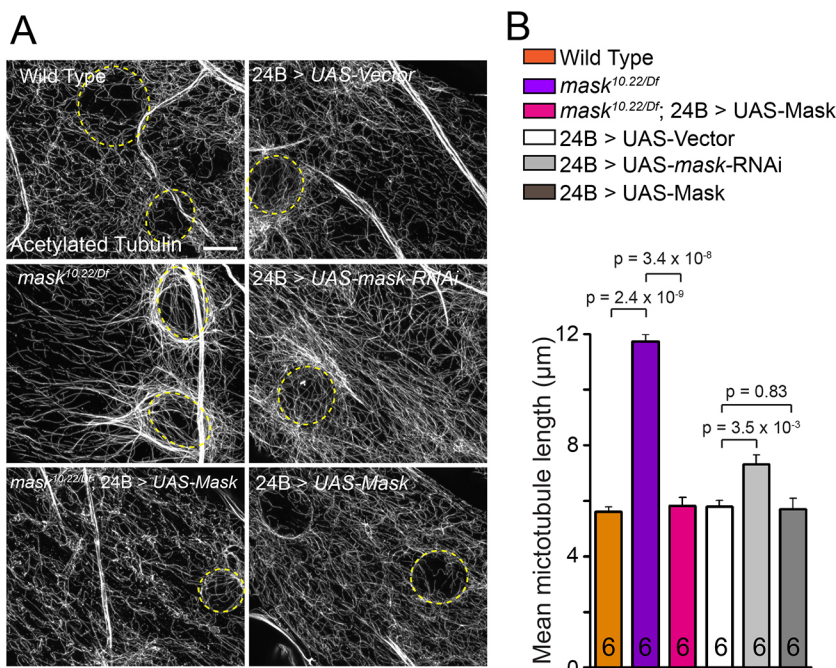 A
Wild Type
24B > UAS-Vector
Acetylated Tubulin
mask10.22/Df
24B > UAS-mask-RNAi
mask10.22/Df; 24B > UAS-Mask
24B > UAS-Mask
B
Wild Type
mask10.22/Df
mask10.22/Df; 24B > UAS-Mask
24B > UAS-Vector
24B > UAS-mask-RNAi
24B > UAS-Mask
p = 3.4 x 10-8
p = 2.4 x 10-9
p = 0.83
p = 3.5 x 10-3
Mean mictotubule length (µm)
12
8
4
0
6 6 6 6 6 6